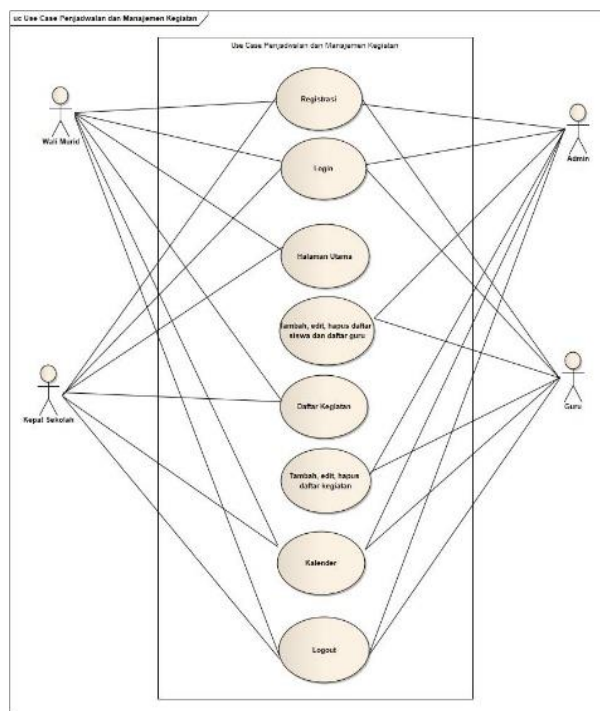 uc Use Case Penjadwalan dan Manajemen Kegiatan
Use Case Penjadwalan dan Manajemen Kegiatan
Registrasi
Wali Murid
Admin
Login
Halaman Utama
Tambah, edit, hapus daftar
siswa dan daftar guru
Kepal Sekolah
Guru
Daftar Kegiatan
Tambah, edit, hapus
daftar kegiatan
Kalender
Logout